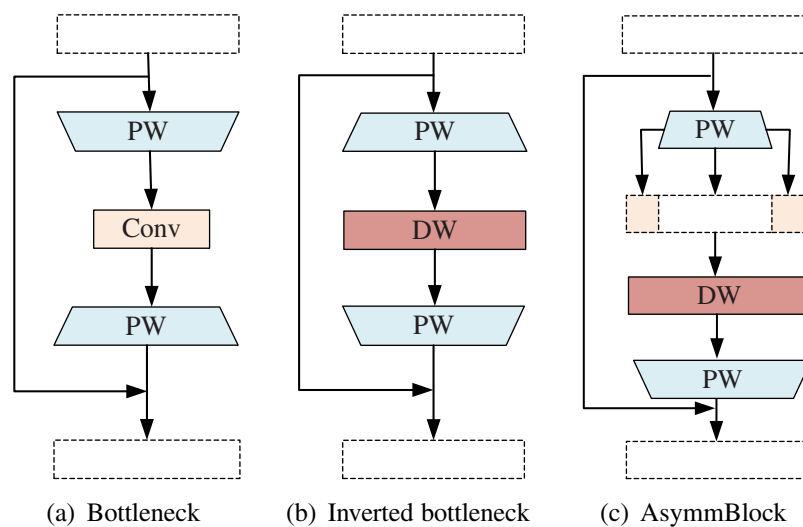 PW
Conv
PW
(a) Bottleneck
PW
DW
PW
(b) Inverted bottleneck
PW
DW
PW
(c) AsymmBlock